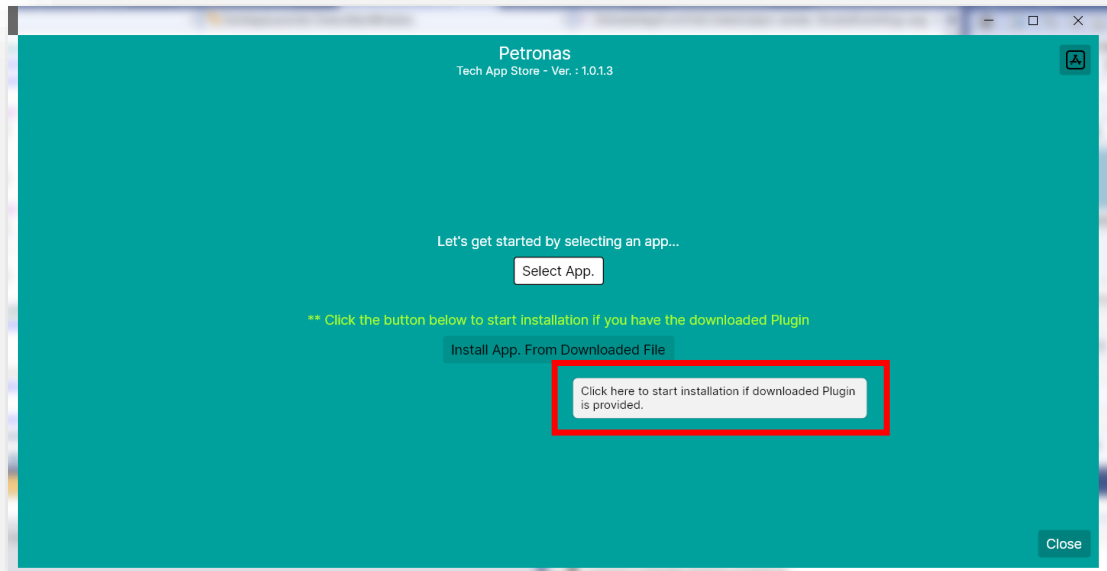 Petronas
Tech App Store - Ver. : 1.0.1.3
Let's get started by selecting an app...
Select App.
** Click the button below to start installation if you have the downloaded Plugin
Install App. From Downloaded File
Click here to start installation if downloaded Plugin
is provided.
Close